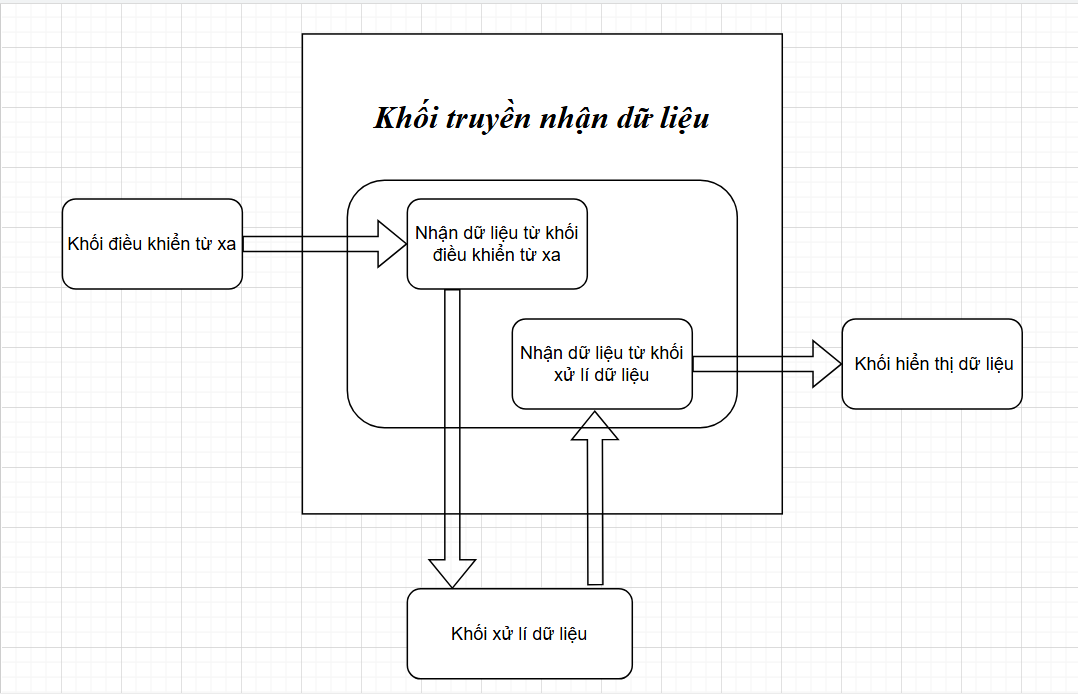 Khối truyền nhận dữ liệu
Khối điều khiển từ xa
Nhận dữ liệu từ khối
điều khiển từ xa
Nhận dữ liệu từ khối
xử lí dữ liệu
Khối hiển thị dữ liệu
Khối xử lí dữ liệu